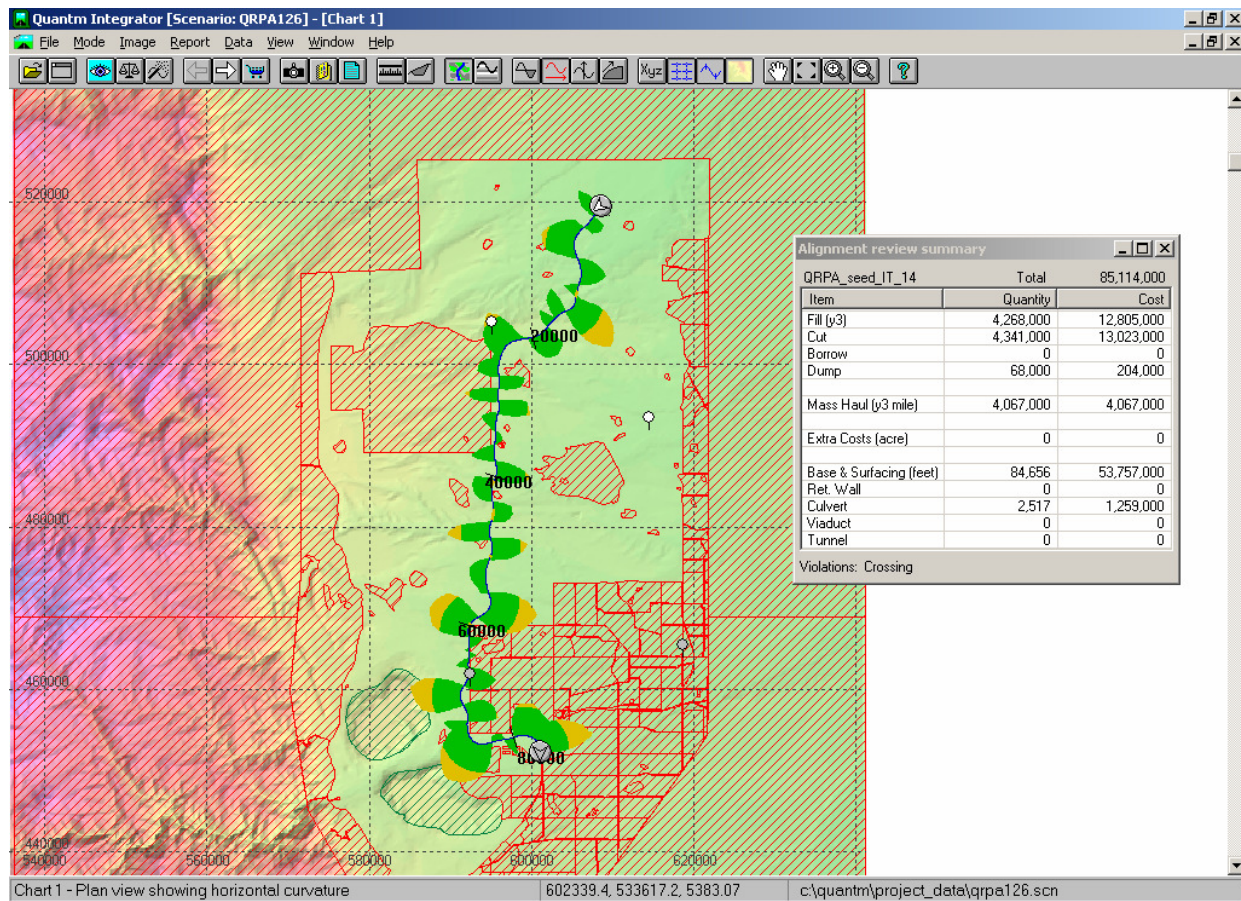 Quantm Integrator [Scenario: QRPA126] - [Chart 1]
File Mode Image Report Data View Window Help
Xyz
520000
500000
480000
460000
440000
540000 560000 580000 600000 620000
20000
40000
60000
80000
Alignment review summary
QRPA_seed_IT_14 Total 85,114,000
Item Quantity Cost
Fill (y3) 4,268,000 12,805,000
Cut 4,341,000 13,023,000
Borrow 0 0
Dump 68,000 204,000
Mass Haul (y3 mile) 4,067,000 4,067,000
Extra Costs (acre) 0 0
Base & Surfacing (feet) 84,656 53,757,000
Ret. Wall 0 0
Culvert 2,517 1,259,000
Viaduct 0 0
Tunnel 0 0
Violations: Crossing
Chart 1 - Plan view showing horizontal curvature 602339.4, 533617.2, 5383.07 c:\quantm\project_data\qrpa126.scn